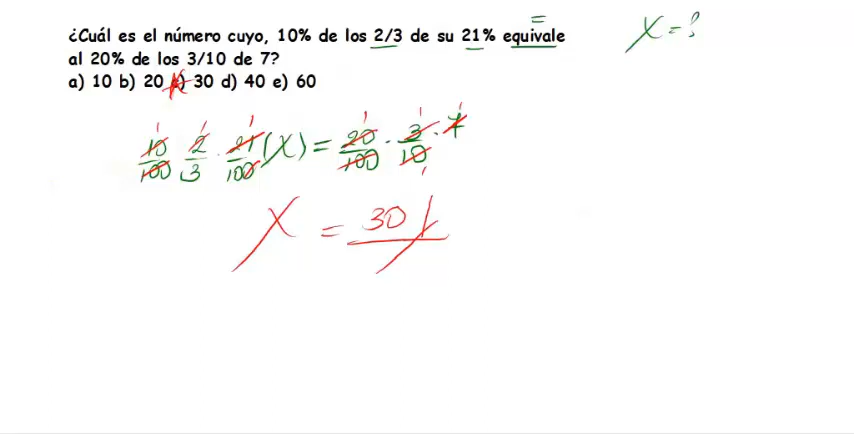 ¿Cuál es el número cuyo, 10% de los 2/3 de su 21% equivale =
al 20% de los 3/10 de 7?
a) 10 b) 20 c) 30 d) 40 e) 60
X = ?
10/100 2/3 · 21/100 (X) = 20/100 · 3/10 · 7
X = 30